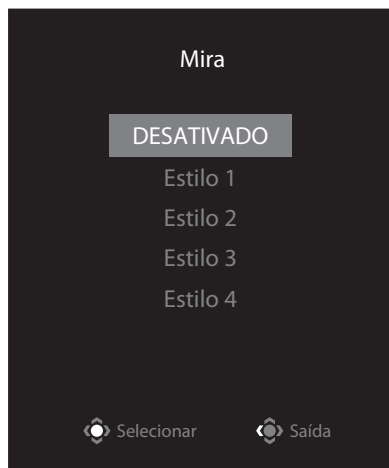 Mira
DESATIVADO
Estilo 1
Estilo 2
Estilo 3
Estilo 4
Selecionar Saída